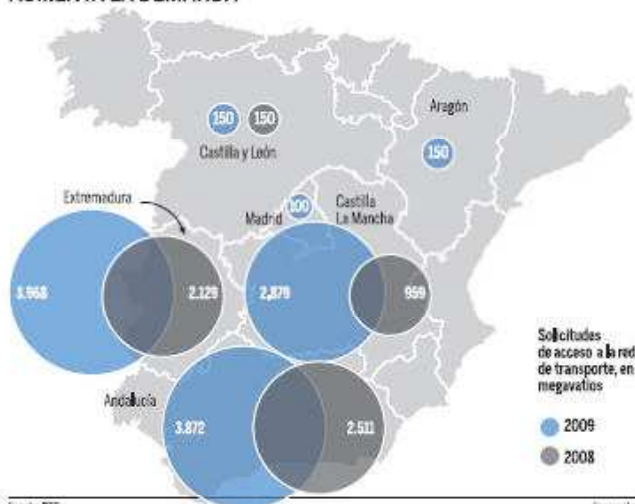 150
150
Castilla y León
Aragón
150
Extremadura
Madrid
100
Castilla
La Mancha
3.968
2.129
2.879
959
Andalucía
3.872
2.511
Solicitudes
de acceso a la red
de transporte, en
megavatios
2009
2008